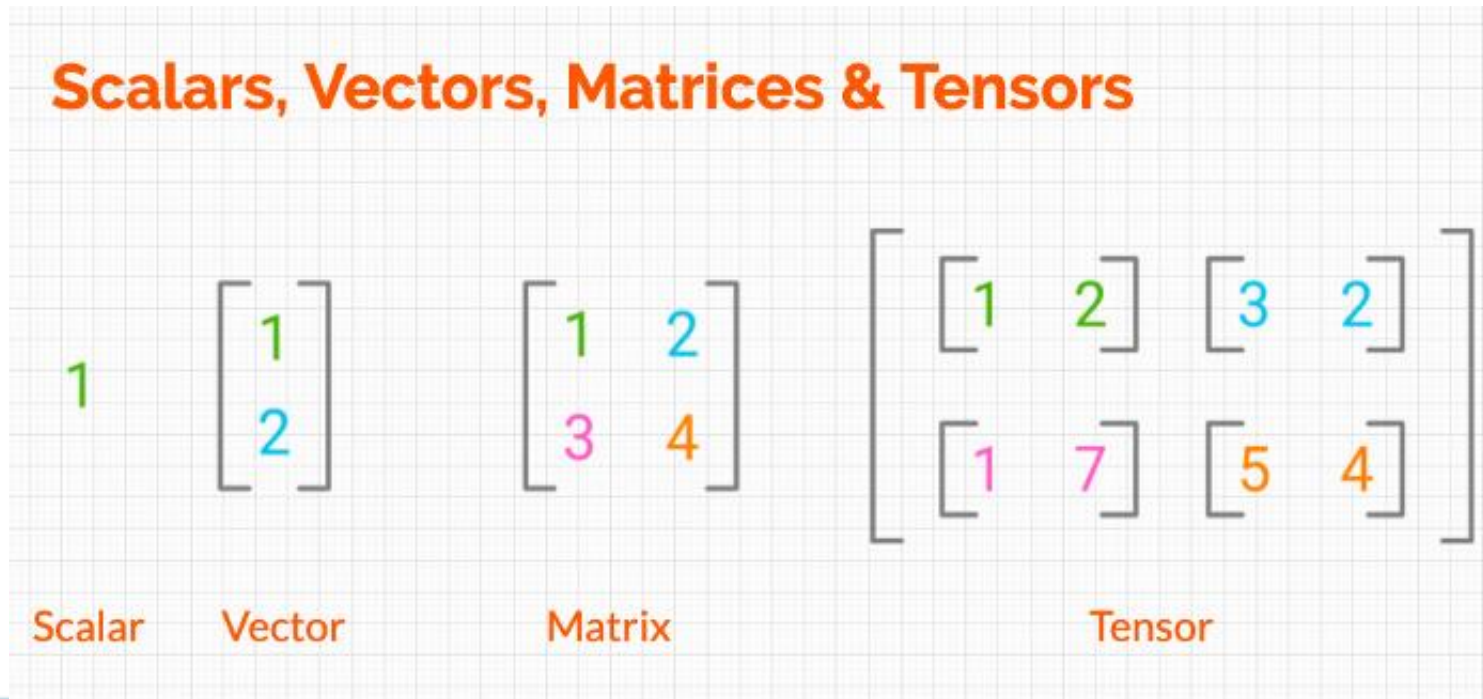 Scalars, Vectors, Matrices & Tensors
1 2 3 2
1 1 2
1
2 3 4
1 7 5 4
Scalar Vector Matrix Tensor